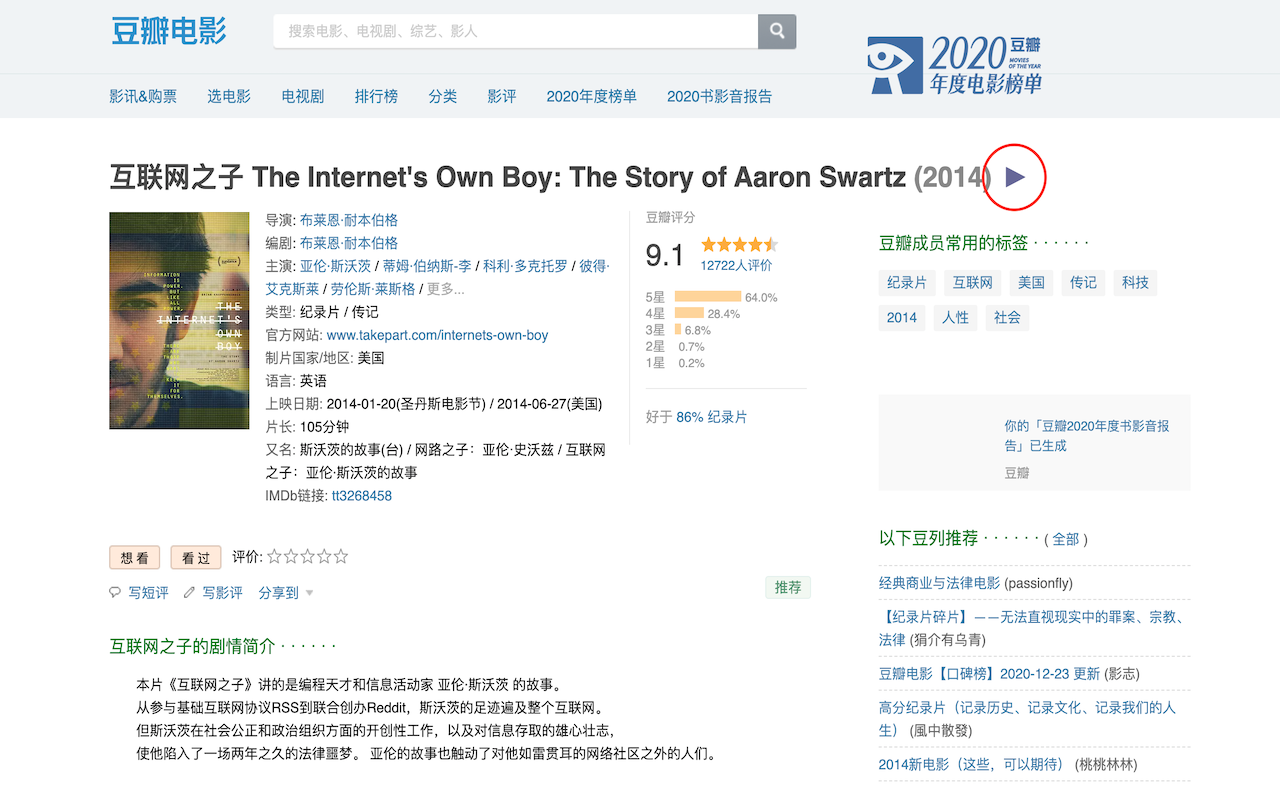 豆瓣电影
搜索电影、电视剧、综艺、影人
2020豆瓣
MOVIES OF THE YEAR
年度电影榜单
影讯&购票 选电影 电视剧 排行榜 分类 影评 2020年度榜单 2020书影音报告
互联网之子 The Internet's Own Boy: The Story of Aaron Swartz (2014)
INFORMATION
IS
POWER.
BUT
LIKE
ALL
POWER,
THE
INTERNET'S
OWN
BOY
THEMSELVES.
导演: 布莱恩·耐本伯格
编剧: 布莱恩·耐本伯格
主演: 亚伦·斯沃茨 / 蒂姆·伯纳斯-李 / 科利·多克托罗 / 彼得·
艾克斯莱 / 劳伦斯·莱斯格 / 更多...
类型: 纪录片 / 传记
官方网站: www.takepart.com/internets-own-boy
制片国家/地区: 美国
语言: 英语
上映日期: 2014-01-20(圣丹斯电影节) / 2014-06-27(美国)
片长: 105分钟
又名: 斯沃茨的故事(台) / 网路之子：亚伦·史沃兹 / 互联网
之子：亚伦·斯沃茨的故事
IMDb链接: tt3268458
豆瓣评分
9.1
12722人评价
5星 64.0%
4星 28.4%
3星 6.8%
2星 0.7%
1星 0.2%
好于 86% 纪录片
想看 看过 评价:
写短评 写影评 分享到
推荐
互联网之子的剧情简介 · · · · · ·
本片《互联网之子》讲的是编程天才和信息活动家 亚伦·斯沃茨 的故事。
从参与基础互联网协议RSS到联合创办Reddit，斯沃茨的足迹遍及整个互联网。
但斯沃茨在社会公正和政治组织方面的开创性工作，以及对信息存取的雄心壮志，
使他陷入了一场两年之久的法律噩梦。 亚伦的故事也触动了对他如雷贯耳的网络社区之外的人们。
豆瓣成员常用的标签 · · · · · ·
纪录片 互联网 美国 传记 科技
2014 人性 社会
你的「豆瓣2020年度书影音报
告」已生成
豆瓣
以下豆列推荐 · · · · · · ( 全部 )
经典商业与法律电影 (passionfly)
【纪录片碎片】——无法直视现实中的罪案、宗教、
法律 (狷介有乌青)
豆瓣电影【口碑榜】2020-12-23 更新 (影志)
高分纪录片（记录历史、记录文化、记录我们的人
生） (風中散發)
2014新电影（这些，可以期待） (桃桃林林)